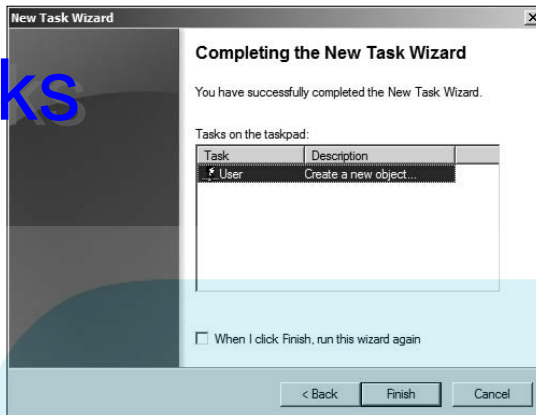 New Task Wizard
Completing the New Task Wizard
ks
You have successfully completed the New Task Wizard.
Tasks on the taskpad:
Task Description
User Create a new object...
When I click Finish, run this wizard again
< Back Finish Cancel